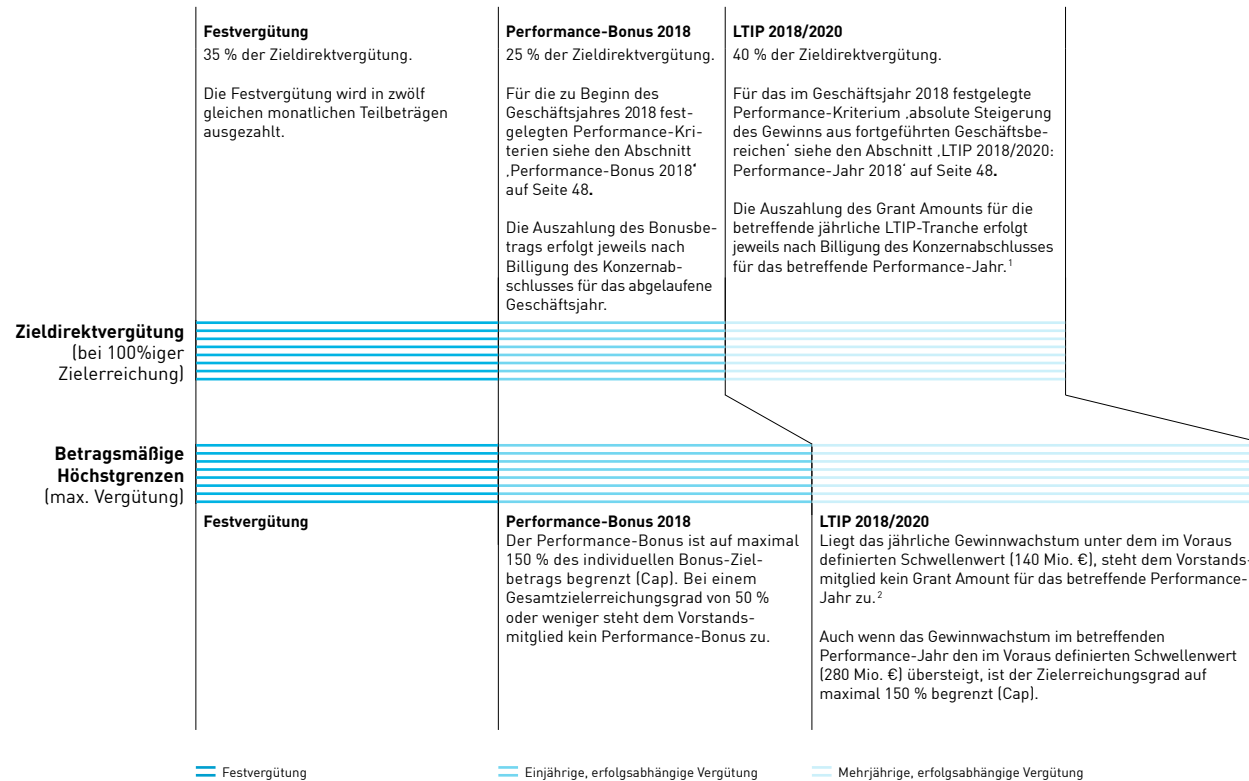 Festvergütung
35 % der Zieldirektvergütung.
Die Festvergütung wird in zwölf
gleichen monatlichen Teilbeträgen
ausgezahlt.
Performance-Bonus 2018
25 % der Zieldirektvergütung.
Für die zu Beginn des
Geschäftsjahres 2018 fest-
gelegten Performance-Kri-
terien siehe den Abschnitt
‚Performance-Bonus 2018‘
auf Seite 48.
Die Auszahlung des Bonusbe-
trags erfolgt jeweils nach
Billigung des Konzernab-
schlusses für das abgelaufene
Geschäftsjahr.
LTIP 2018/2020
40 % der Zieldirektvergütung.
Für das im Geschäftsjahr 2018 festgelegte
Performance-Kriterium ‚absolute Steigerung
des Gewinns aus fortgeführten Geschäftsbe-
reichen‘ siehe den Abschnitt ‚LTIP 2018/2020:
Performance-Jahr 2018‘ auf Seite 48.
Die Auszahlung des Grant Amounts für die
betreffende jährliche LTIP-Tranche erfolgt
jeweils nach Billigung des Konzernabschlusses
für das betreffende Performance-Jahr.¹
Zieldirektvergütung
(bei 100%iger
Zielerreichung)
Betragsmäßige
Höchstgrenzen
(max. Vergütung)
Festvergütung
Performance-Bonus 2018
Der Performance-Bonus ist auf maximal
150 % des individuellen Bonus-Ziel-
betrags begrenzt (Cap). Bei einem
Gesamtzielerreichungsgrad von 50 %
oder weniger steht dem Vorstands-
mitglied kein Performance-Bonus zu.
LTIP 2018/2020
Liegt das jährliche Gewinnwachstum unter dem im Voraus
definierten Schwellenwert (140 Mio. €), steht dem Vorstands-
mitglied kein Grant Amount für das betreffende Performance-
Jahr zu.²
Auch wenn das Gewinnwachstum im betreffenden
Performance-Jahr den im Voraus definierten Schwellenwert
(280 Mio. €) übersteigt, ist der Zielerreichungsgrad auf
maximal 150 % begrenzt (Cap).
Festvergütung
Einjährige, erfolgsabhängige Vergütung
Mehrjährige, erfolgsabhängige Vergütung